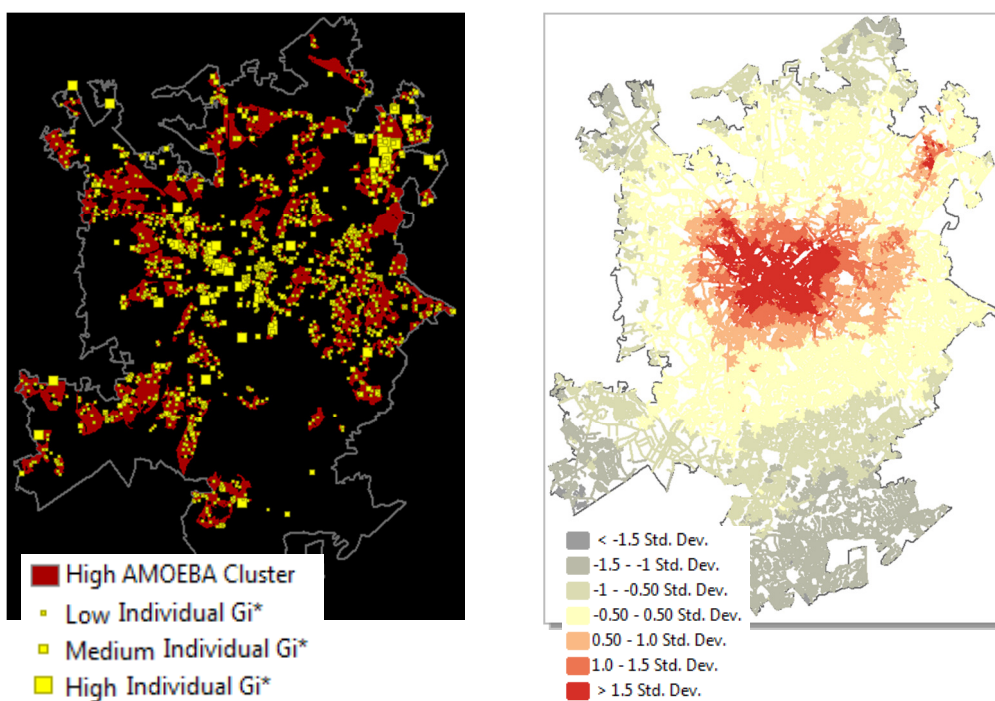 High AMOEBA Cluster
Low Individual Gi*
Medium Individual Gi*
High Individual Gi*
< -1.5 Std. Dev.
-1.5 - -1 Std. Dev.
-1 - -0.50 Std. Dev.
-0.50 - 0.50 Std. Dev.
0.50 - 1.0 Std. Dev.
1.0 - 1.5 Std. Dev.
> 1.5 Std. Dev.